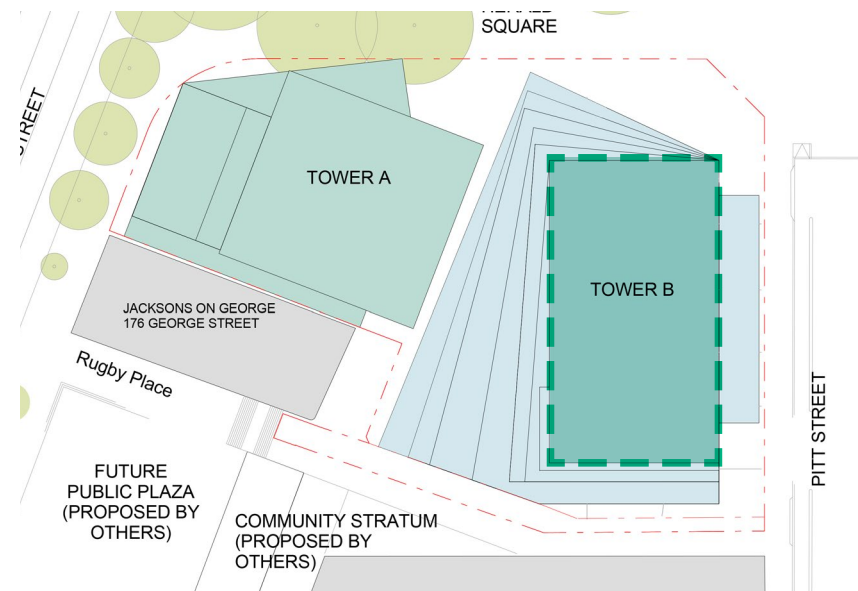 SQUARE
TOWER A
TOWER B
JACKSONS ON GEORGE
176 GEORGE STREET
Rugby Place
PITT STREET
FUTURE
PUBLIC PLAZA
(PROPOSED BY
OTHERS)
COMMUNITY STRATUM
(PROPOSED BY
OTHERS)